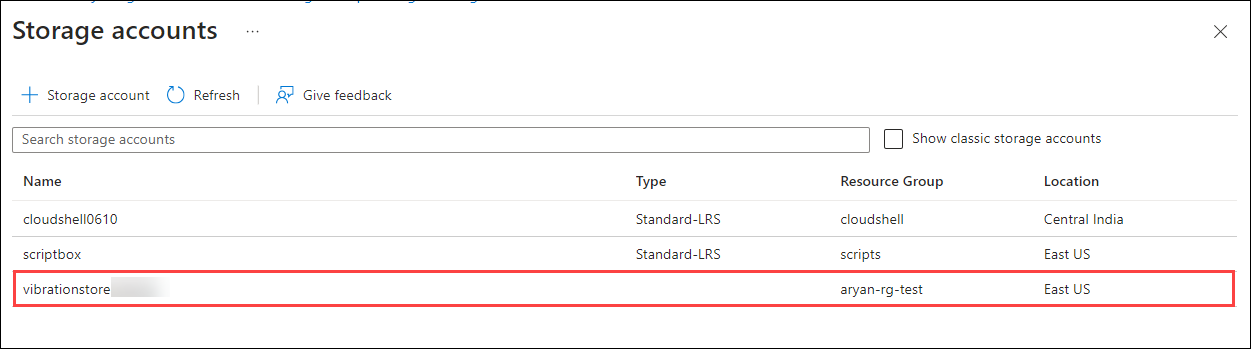 Storage accounts ...
+ Storage account Refresh Give feedback
Search storage accounts Show classic storage accounts
Name Type Resource Group Location
cloudshell0610 Standard-LRS cloudshell Central India
scriptbox Standard-LRS scripts East US
vibrationstore aryan-rg-test East US